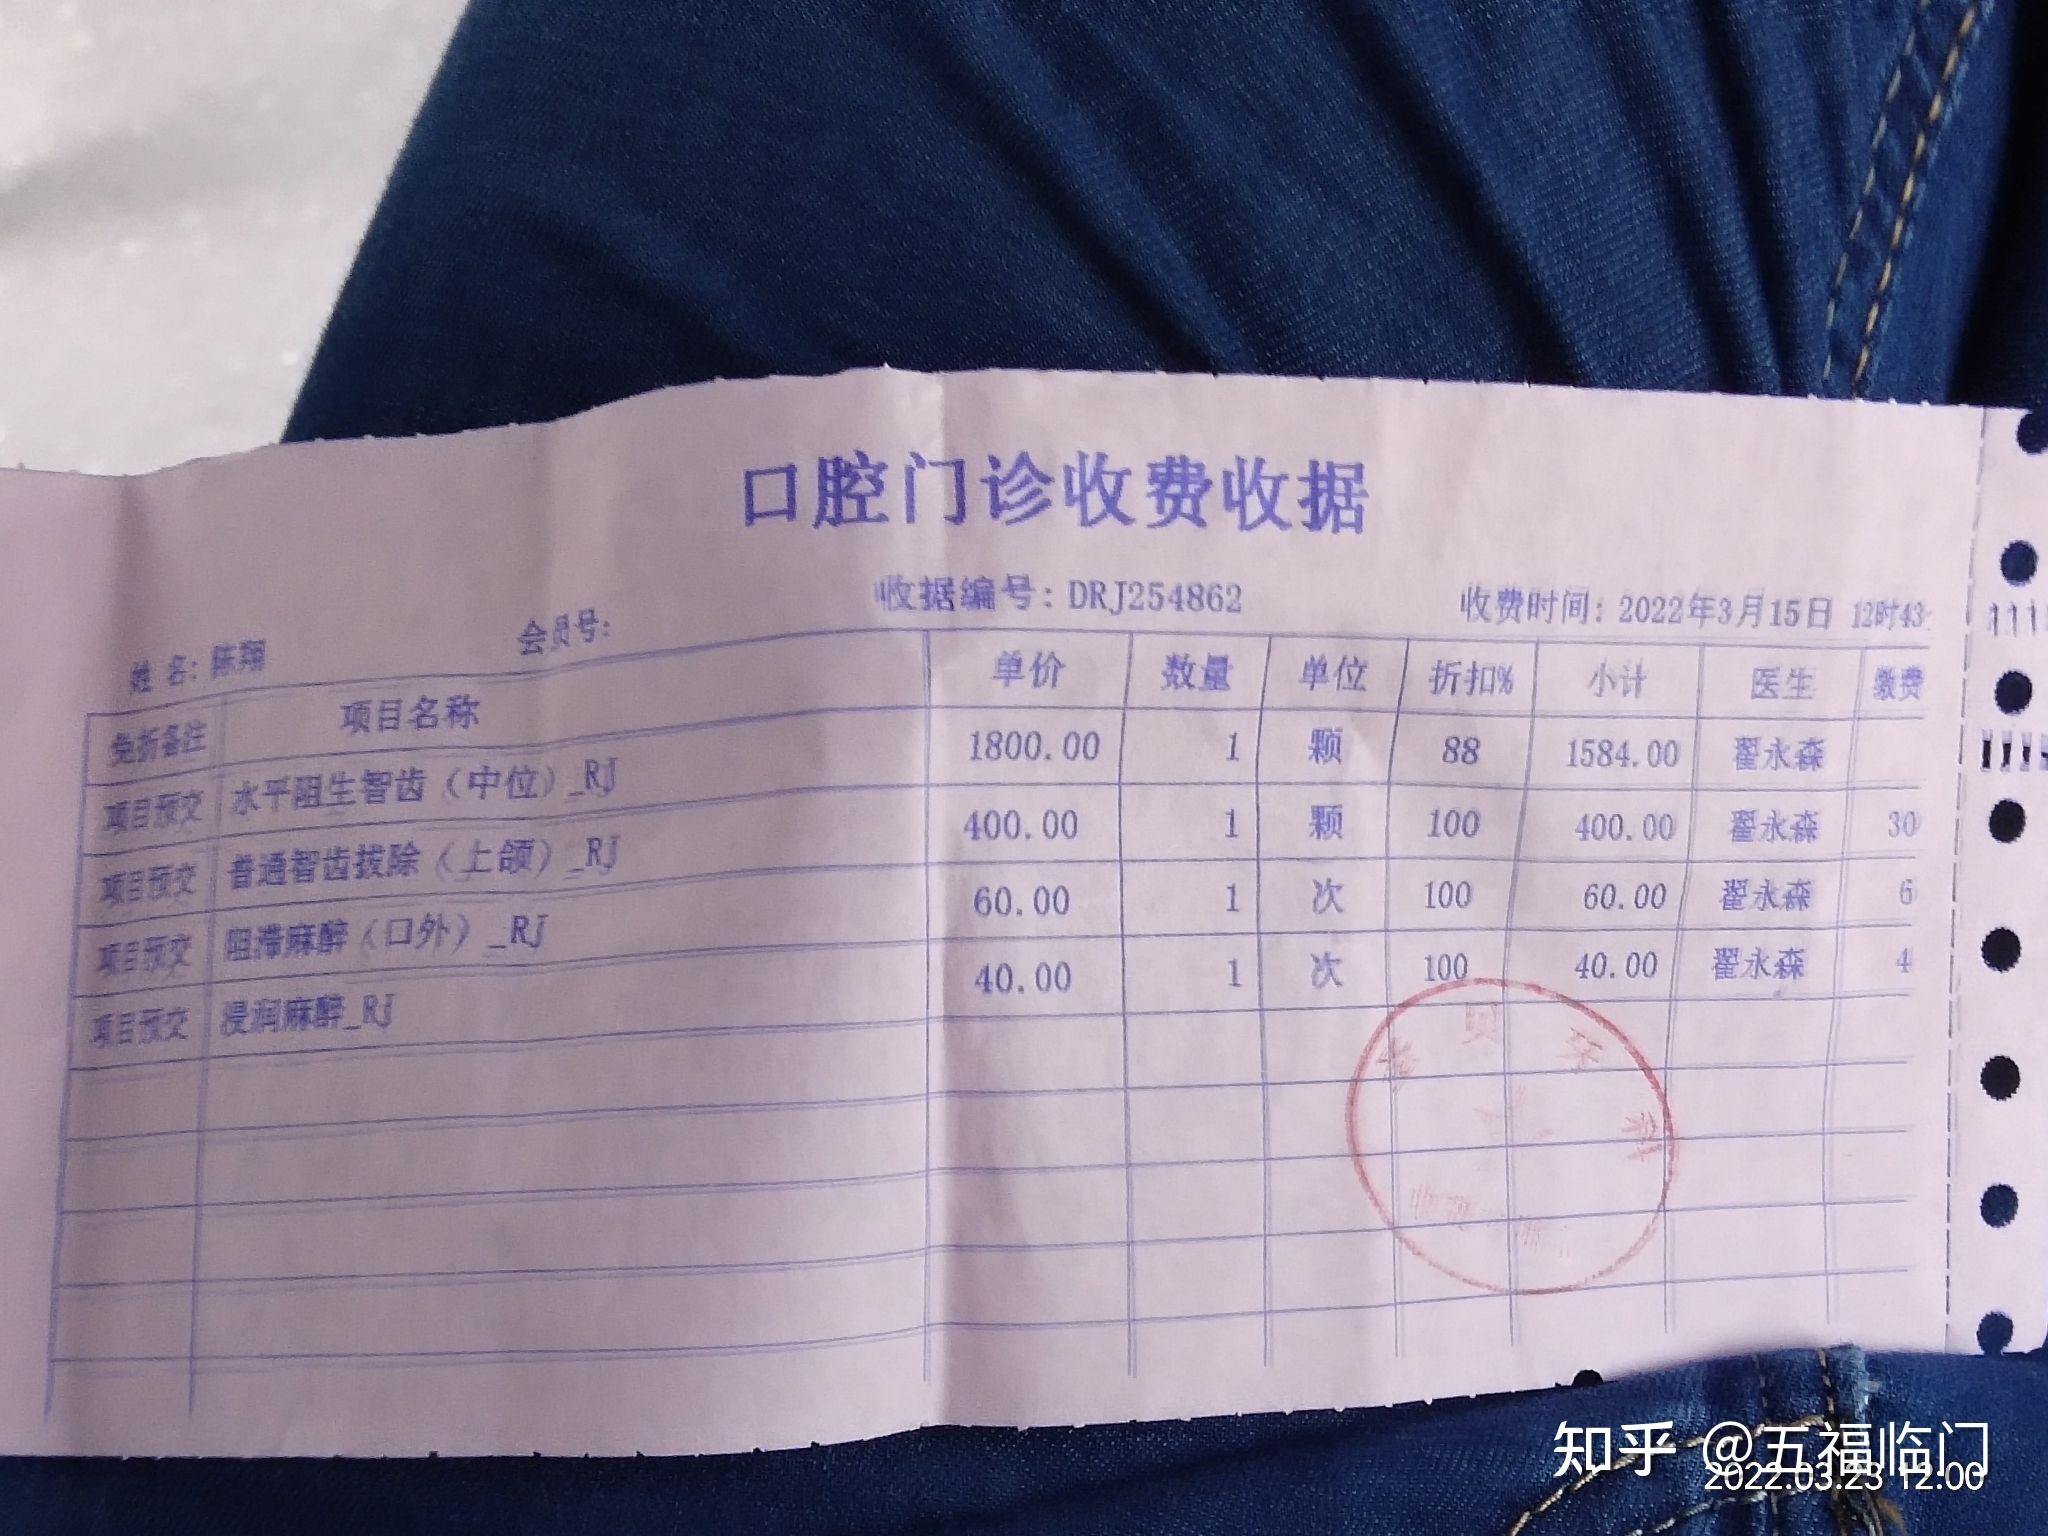 口腔门诊收费收据
姓 名：陈翔 会员号： 收据编号：DRJ254862 收费时间：2022年3月15日 12时43
免折备注 项目名称 单价 数量 单位 折扣% 小计 医生 缴费
项目预交 水平阻生智齿（中位）_RJ 1800.00 1 颗 88 1584.00 翟永森
项目预交 普通智齿拔除（上颌）_RJ 400.00 1 颗 100 400.00 翟永森 30
项目预交 阻滞麻醉（口外）_RJ 60.00 1 次 100 60.00 翟永森 6
项目预交 浸润麻醉_RJ 40.00 1 次 100 40.00 翟永森 4
知乎 @五福临门
2022.03.23 12:00